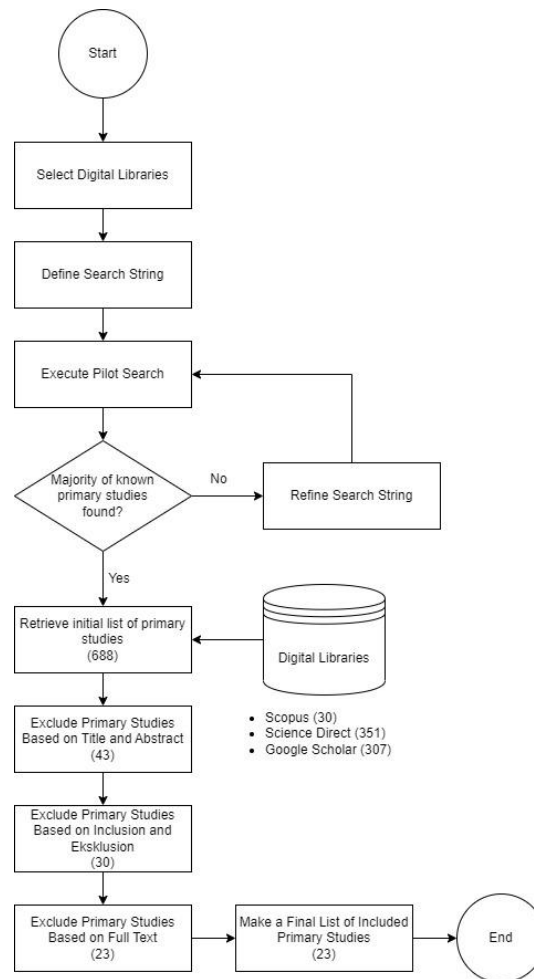 Start
Select Digital Libraries
Define Search String
Execute Pilot Search
Majority of known
primary studies
found?
No
Refine Search String
Yes
Retrieve initial list of primary
studies
(688)
Digital Libraries
• Scopus (30)
• Science Direct (351)
• Google Scholar (307)
Exclude Primary Studies
Based on Title and Abstract
(43)
Exclude Primary Studies
Based on Inclusion and
Eksklusion
(30)
Exclude Primary Studies
Based on Full Text
(23)
Make a Final List of Included
Primary Studies
(23)
End